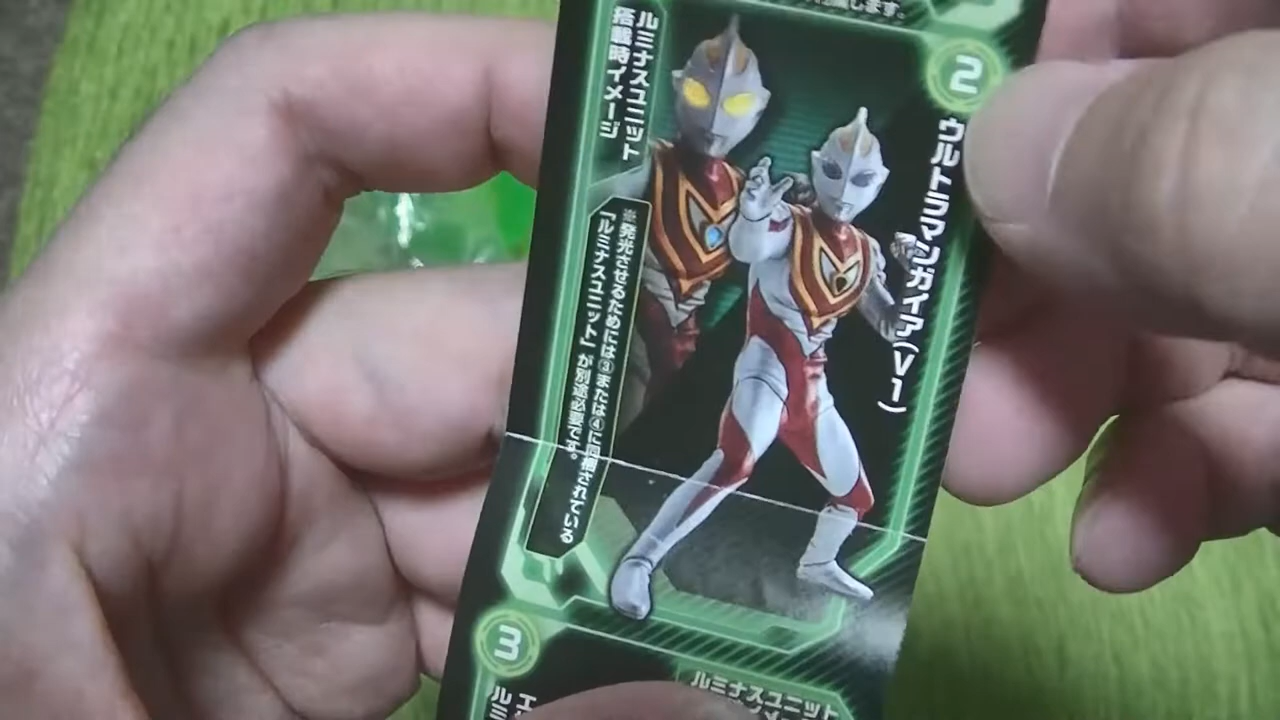 します。
2
ウルトラマンガイア(V1)
ルミナスユニット
搭載時イメージ
※発光させるためには③または④に同梱されている
「ルミナスユニット」が別途必要です。
3
ルミナスユニット